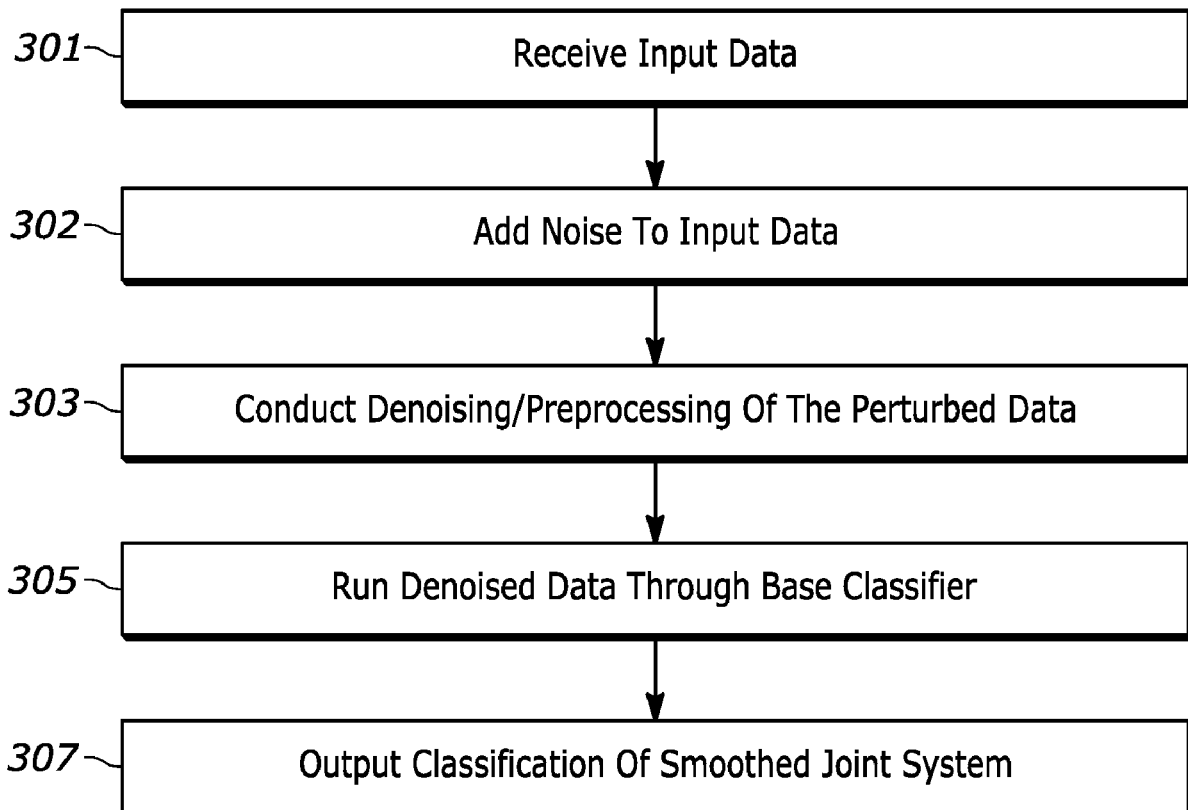 301 Receive Input Data
302 Add Noise To Input Data
303 Conduct Denoising/Preprocessing Of The Perturbed Data
305 Run Denoised Data Through Base Classifier
307 Output Classification Of Smoothed Joint System